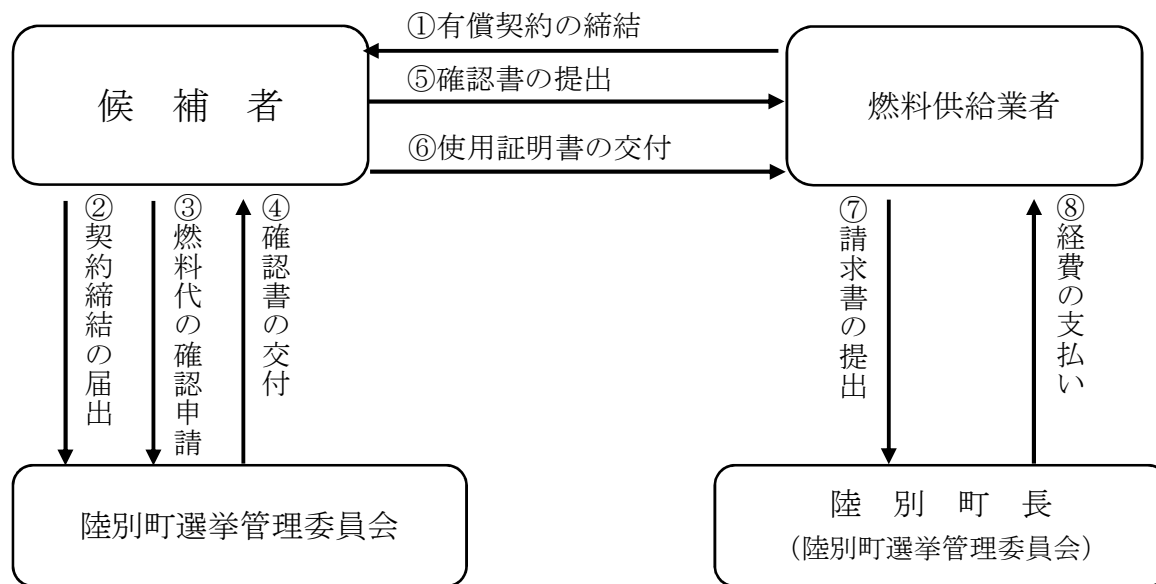 ①有償契約の締結
候　補　者
⑤確認書の提出
燃料供給業者
⑥使用証明書の交付
②契約締結の届出
③燃料代の確認申請
④確認書の交付
⑦請求書の提出
⑧経費の支払い
陸別町選挙管理委員会
陸　別　町　長
（陸別町選挙管理委員会）